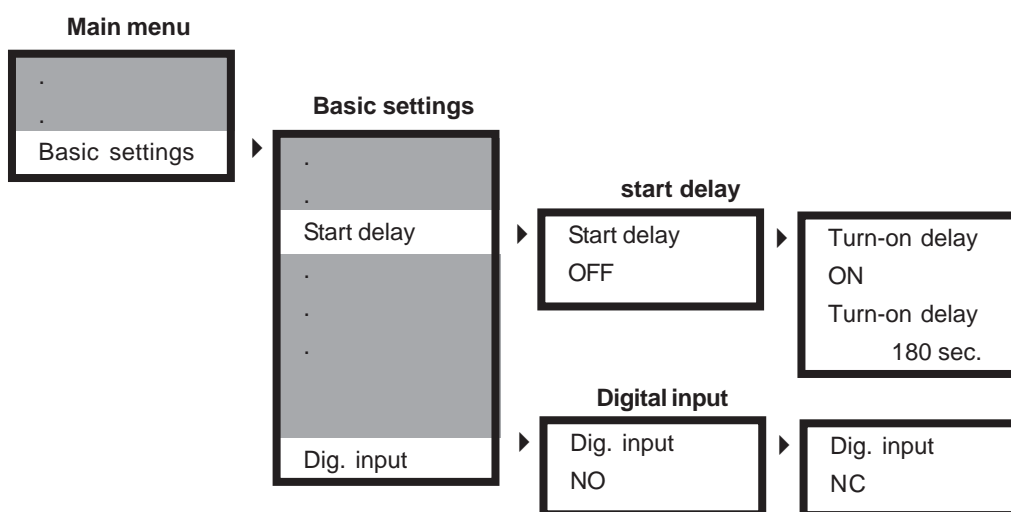 Main menu
.
.
Basic settings
Basic settings
.
.
Start delay
.
.
.
Dig. input
start delay
Start delay
OFF
Turn-on delay
ON
Turn-on delay
180 sec.
Digital input
Dig. input
NO
Dig. input
NC